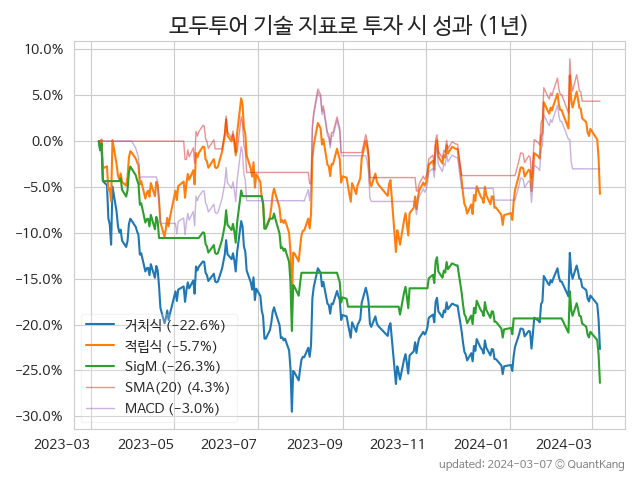 모두투어 기술 지표로 투자 시 성과 (1년)
10.0%
5.0%
0.0%
−5.0%
−10.0%
−15.0%
−20.0%
−25.0%
−30.0%
거치식 (−22.6%)
적립식 (−5.7%)
SigM (−26.3%)
SMA(20) (4.3%)
MACD (−3.0%)
2023-03 2023-05 2023-07 2023-09 2023-11 2024-01 2024-03
updated: 2024-03-07 © QuantKang